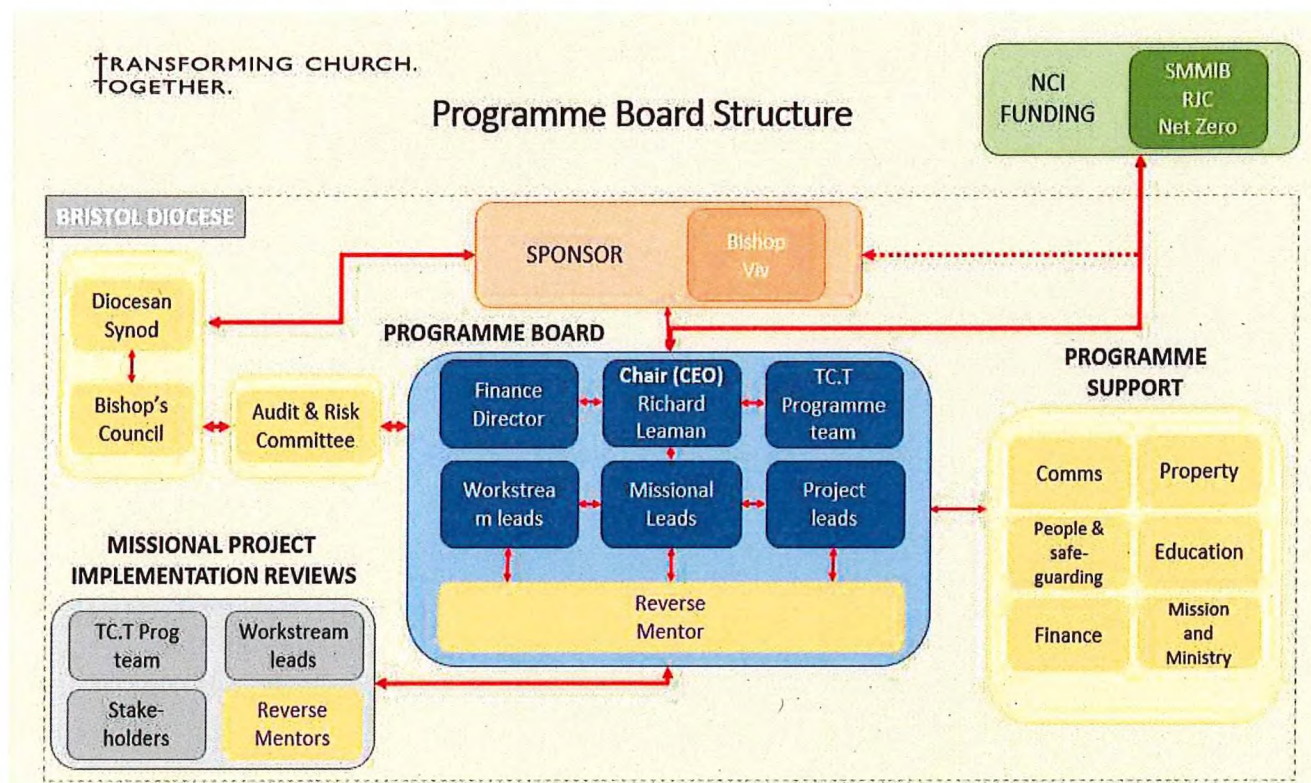 TRANSFORMING CHURCH.
TOGETHER.
Programme Board Structure
NCI
FUNDING
SMMIB
RJC
Net Zero
BRISTOL DIOCESE
SPONSOR
Bishop
Viv
Diocesan
Synod
Bishop's
Council
Audit & Risk
Committee
PROGRAMME BOARD
Finance
Director
Chair (CEO)
Richard
Leaman
TC.T
Programme
team
Workstrea
m leads
Missional
Leads
Project
leads
Reverse
Mentor
PROGRAMME
SUPPORT
Comms
Property
People &
safe-
guarding
Education
Finance
Mission
and
Ministry
MISSIONAL PROJECT
IMPLEMENTATION REVIEWS
TC.T Prog
team
Workstream
leads
Stake-
holders
Reverse
Mentors